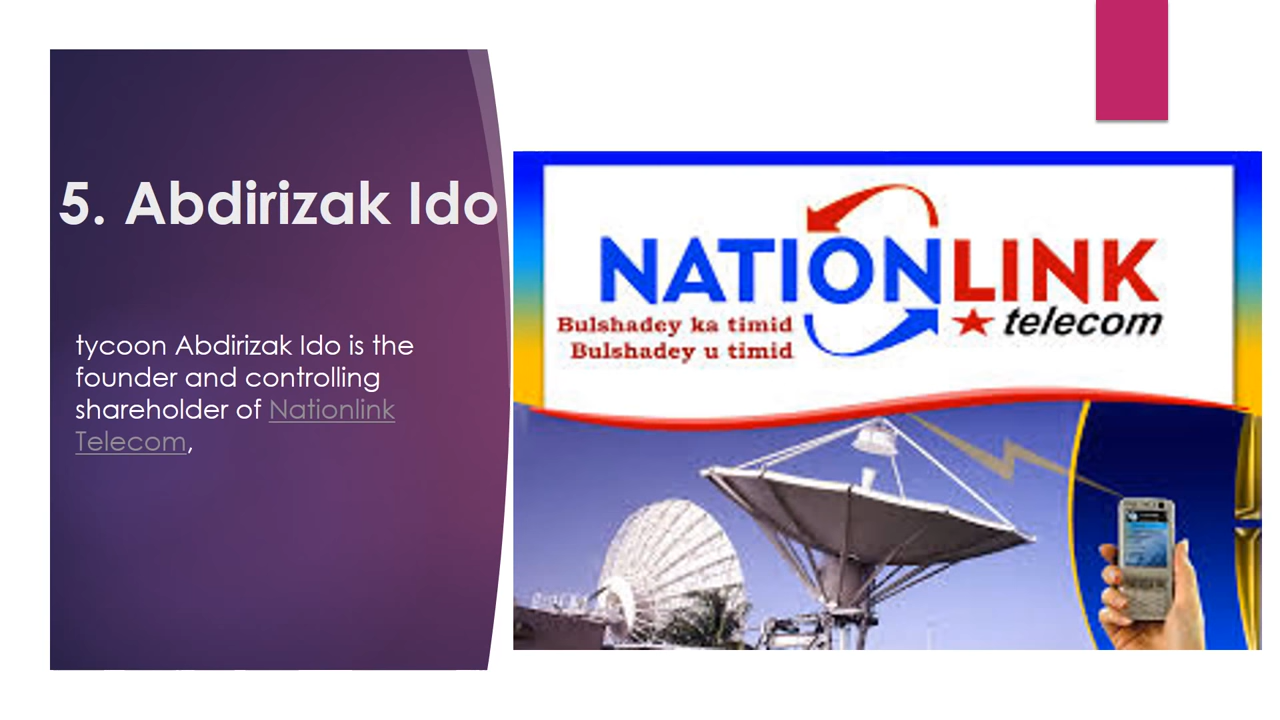 5. Abdirizak Ido
tycoon Abdirizak Ido is the
founder and controlling
shareholder of Nationlink
Telecom,
NATIONLINK
telecom
Bulshadey ka timid
Bulshadey u timid